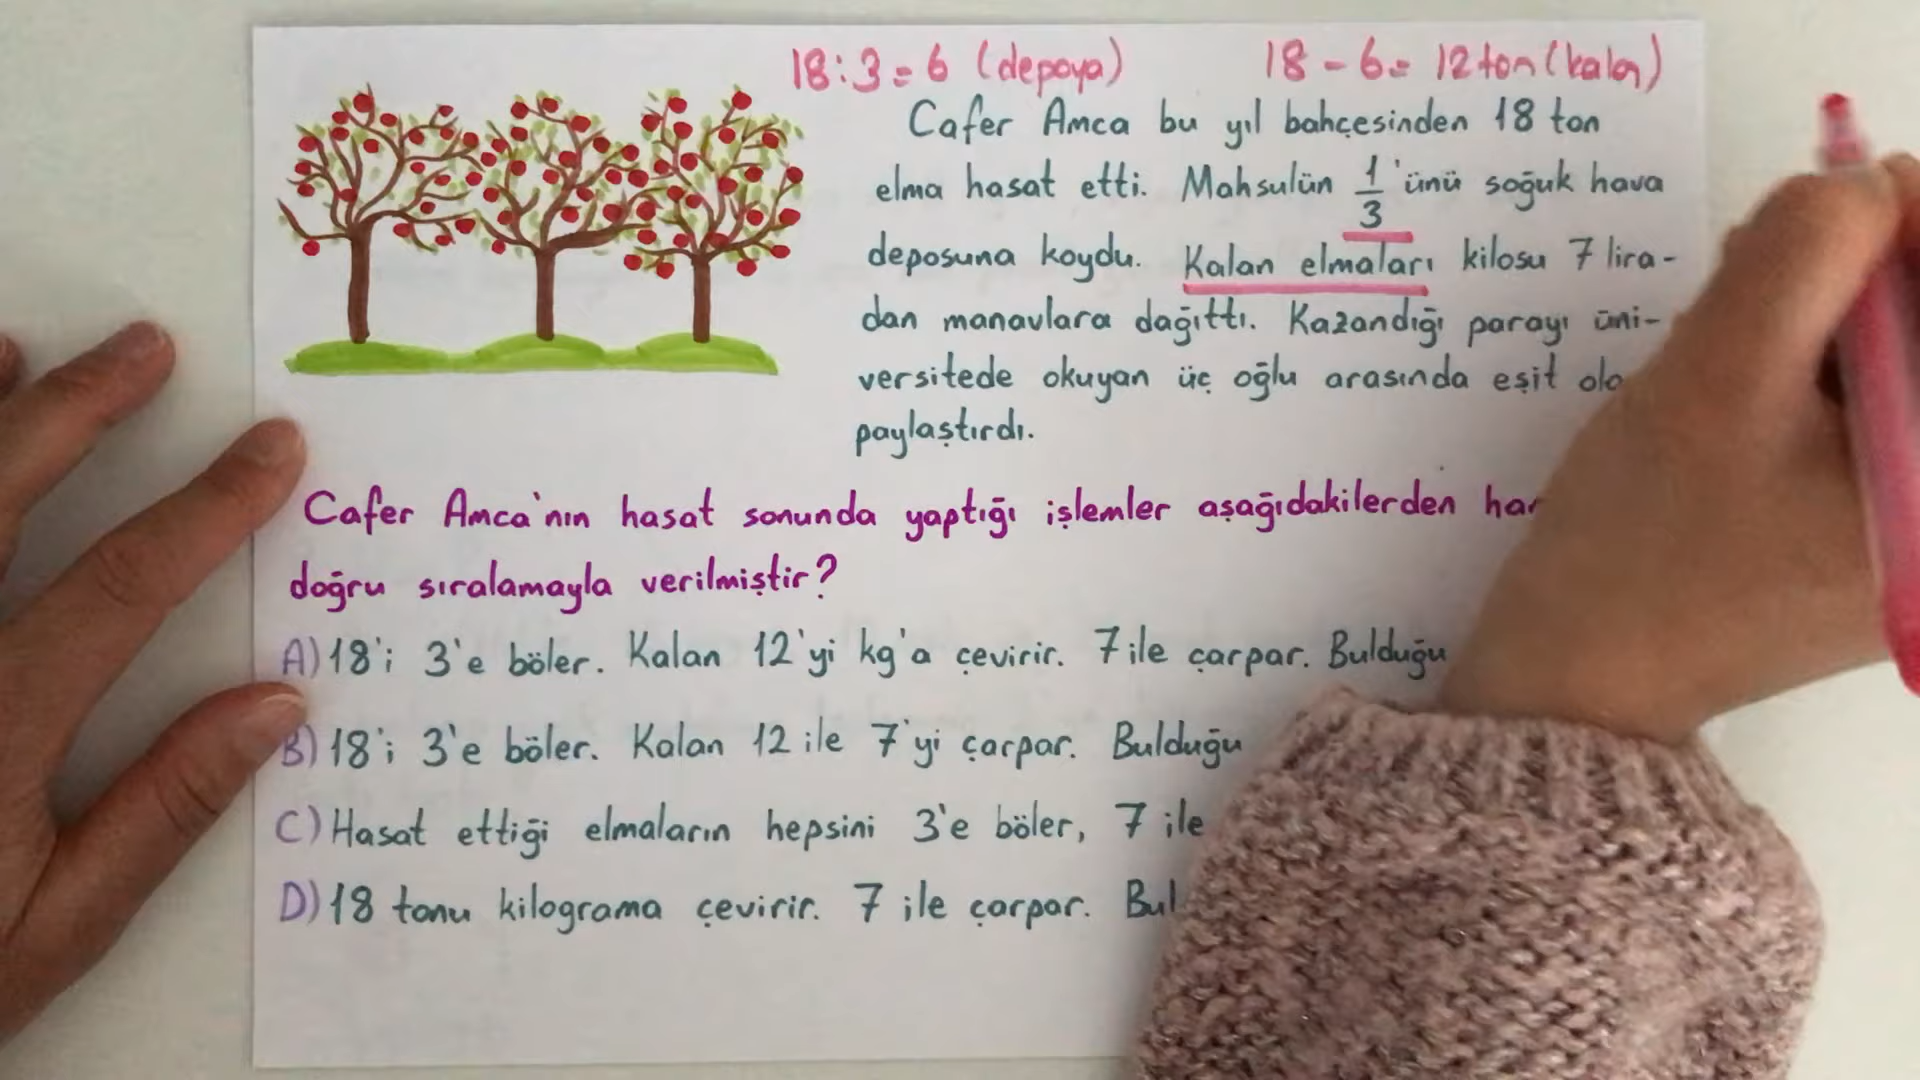 18:3=6 (depoya) 18-6= 12 ton (kalan)
Cafer Amca bu yıl bahçesinden 18 ton
elma hasat etti. Mahsulün 1/3'ünü soğuk hava
deposuna koydu. Kalan elmaları kilosu 7 lira-
dan manavlara dağıttı. Kazandığı parayı üni-
versitede okuyan üç oğlu arasında eşit
paylaştırdı.
Cafer Amca'nın hasat sonunda yaptığı işlemler aşağıdakilerden
doğru sıralamayla verilmiştir?
A) 18'i 3'e böler. Kalan 12'yi kg'a çevirir. 7 ile çarpar. Bulduğu
B) 18'i 3'e böler. Kalan 12 ile 7'yi çarpar. Bulduğu
C) Hasat ettiği elmaların hepsini 3'e böler, 7 ile
D) 18 tonu kilograma çevirir. 7 ile çarpar.